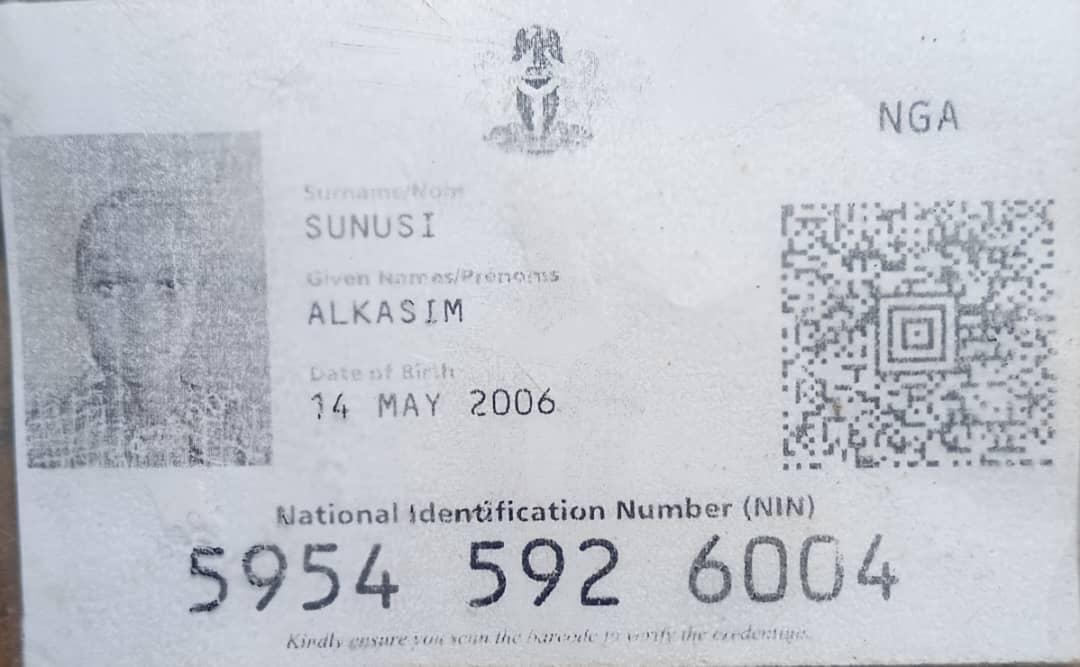 NGA
Surname/Nom
SUNUSI
Given Names/Prénoms
ALKASIM
Date of Birth
14 MAY 2006
National Identification Number (NIN)
5954 592 6004
Kindly ensure you scan the barcode to verify the credentials.